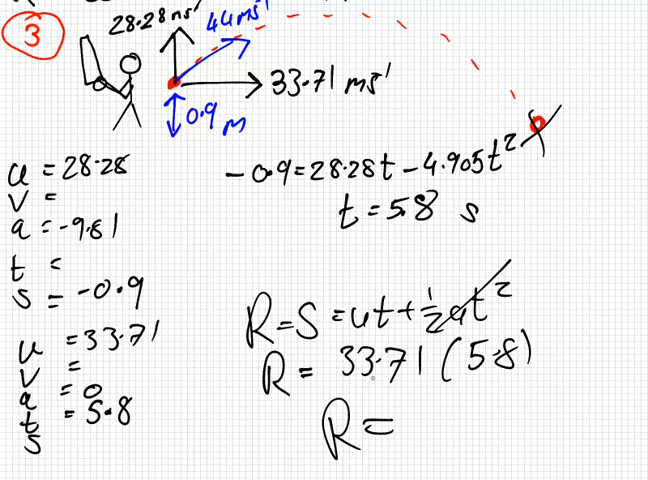 3
28.28 ms⁻¹
44 ms⁻¹
33.71 ms⁻¹
0.9 m
u = 28.28
v =
a = -9.81
t =
s = -0.9
-0.9 = 28.28t - 4.905t²
t = 5.8 s
u = 33.71
v =
a = 0
t = 5.8
s
R = S = ut + ½at²
R = 33.71 (5.8)
R =